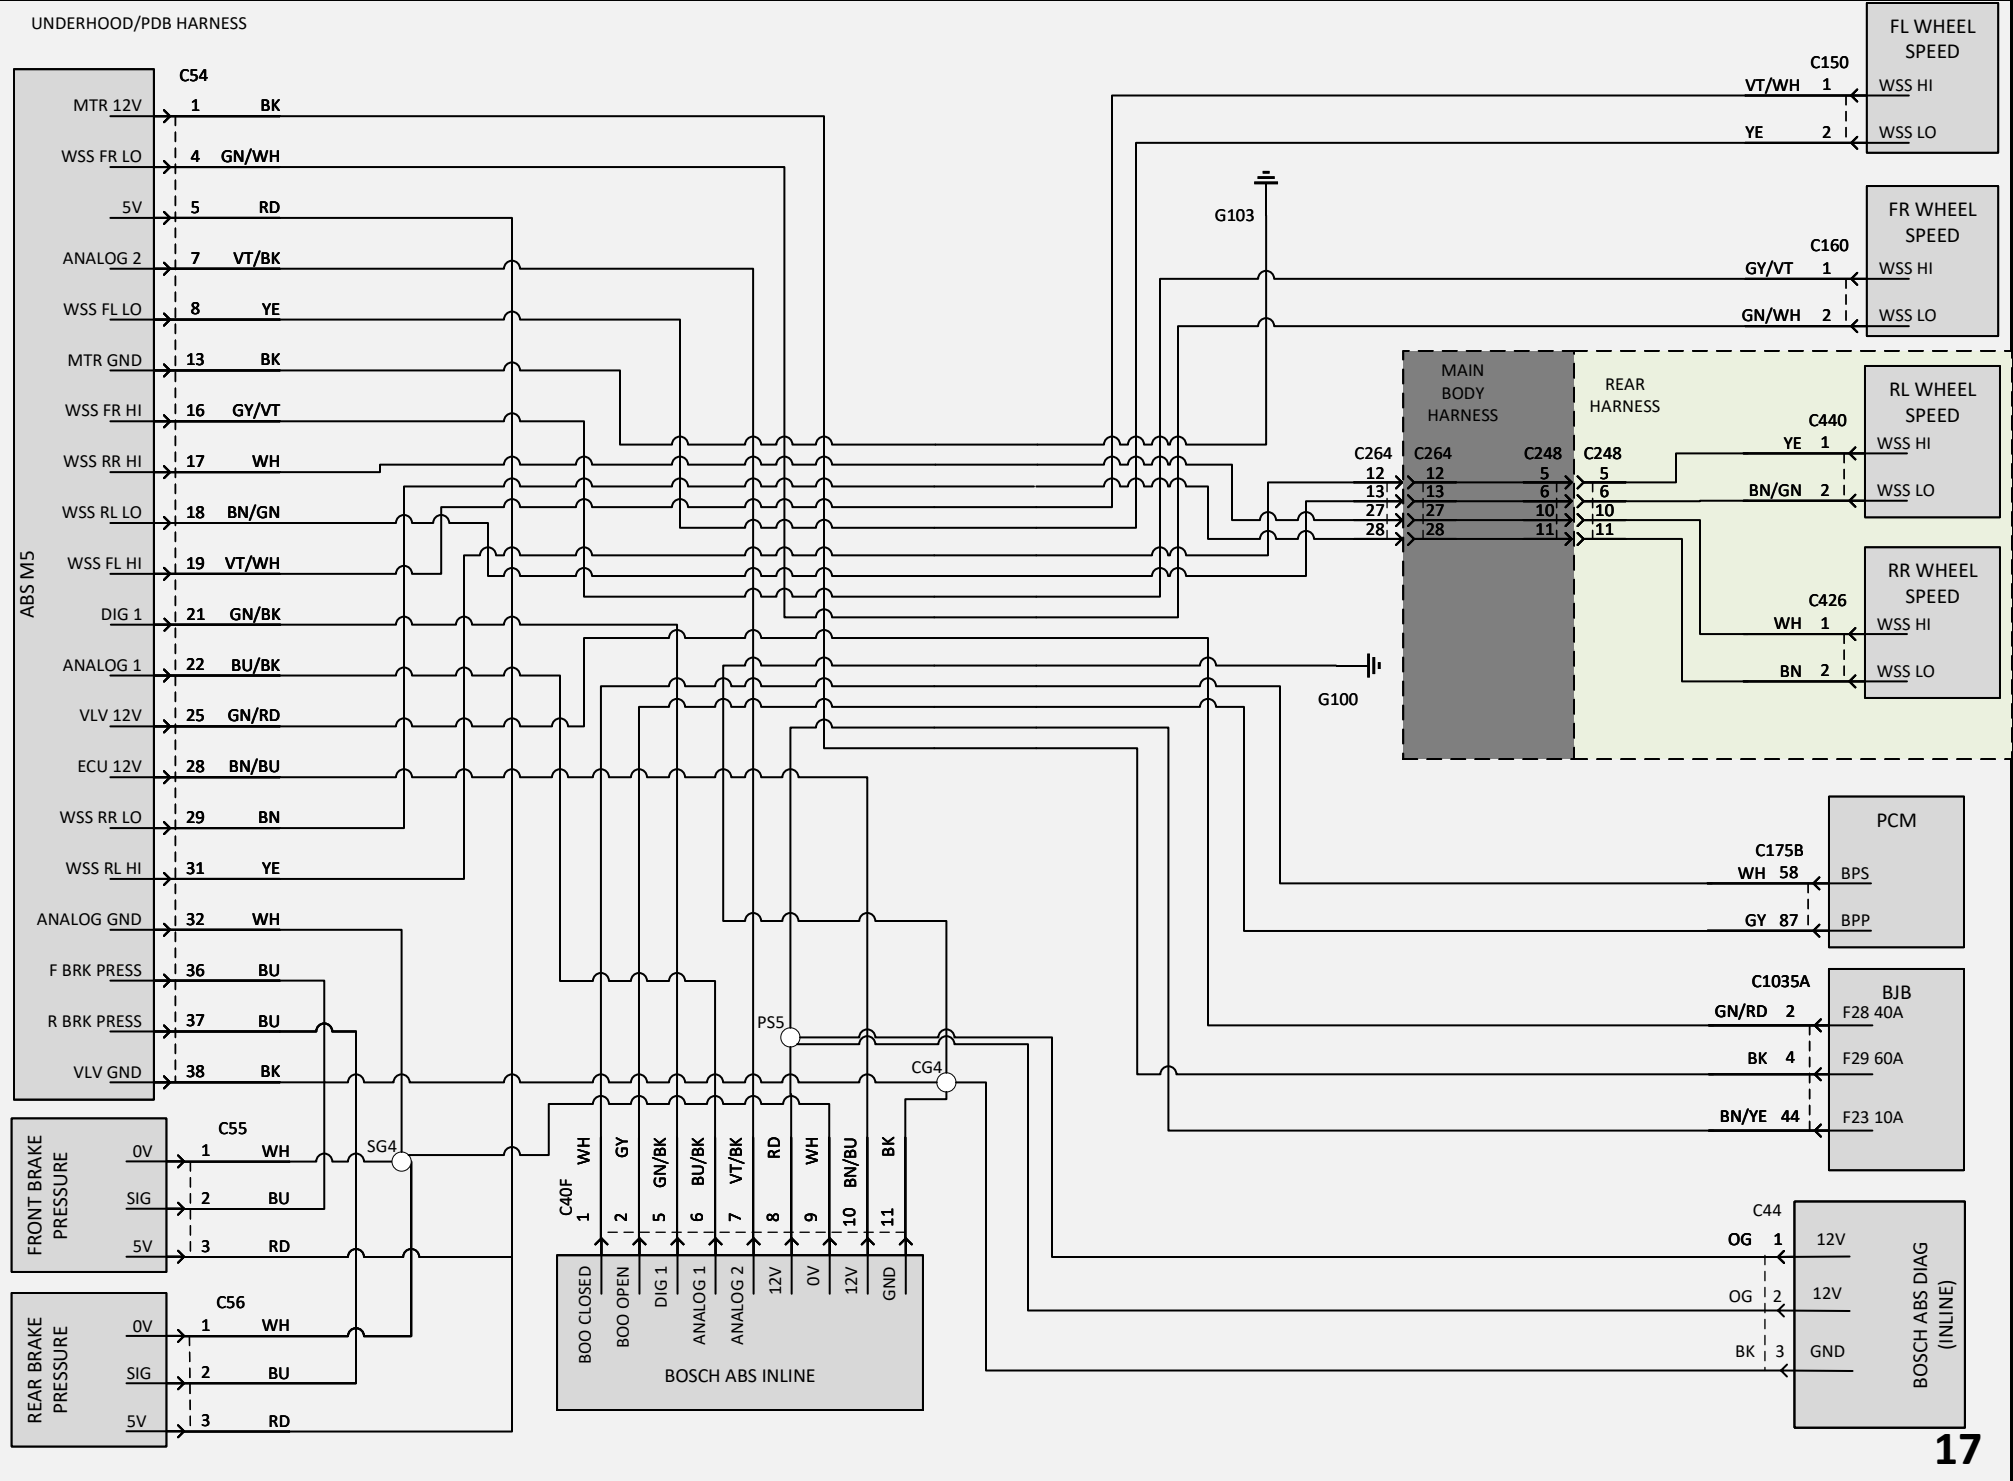 UNDERHOOD/PDB HARNESS
ABS M5
C54
MTR 12V 1 BK
WSS FR LO 4 GN/WH
5V 5 RD
ANALOG 2 7 VT/BK
WSS FL LO 8 YE
MTR GND 13 BK
WSS FR HI 16 GY/VT
WSS RR HI 17 WH
WSS RL LO 18 BN/GN
WSS FL HI 19 VT/WH
DIG 1 21 GN/BK
ANALOG 1 22 BU/BK
VLV 12V 25 GN/RD
ECU 12V 28 BN/BU
WSS RR LO 29 BN
WSS RL HI 31 YE
ANALOG GND 32 WH
F BRK PRESS 36 BU
R BRK PRESS 37 BU
VLV GND 38 BK
FRONT BRAKE
PRESSURE
C55
0V 1 WH
SIG 2 BU
5V 3 RD
SG4
REAR BRAKE
PRESSURE
C56
0V 1 WH
SIG 2 BU
5V 3 RD
PS5
CG4
C40F
1 WH
2 GY
5 GN/BK
6 BU/BK
7 VT/BK
8 RD
9 WH
10 BN/BU
11 BK
BOO CLOSED
BOO OPEN
DIG 1
ANALOG 1
ANALOG 2
12V
0V
12V
GND
BOSCH ABS INLINE
G103
G100
FL WHEEL
SPEED
C150
VT/WH 1 WSS HI
YE 2 WSS LO
FR WHEEL
SPEED
C160
GY/VT 1 WSS HI
GN/WH 2 WSS LO
MAIN
BODY
HARNESS
REAR
HARNESS
C264 C264 C248 C248
12 12 5 5
13 13 6 6
27 27 10 10
28 28 11 11
RL WHEEL
SPEED
C440
YE 1 WSS HI
BN/GN 2 WSS LO
RR WHEEL
SPEED
C426
WH 1 WSS HI
BN 2 WSS LO
PCM
C175B
WH 58 BPS
GY 87 BPP
C1035A
BJB
GN/RD 2 F28 40A
BK 4 F29 60A
BN/YE 44 F23 10A
C44
OG 1 12V
OG 2 12V
BK 3 GND
BOSCH ABS DIAG
(INLINE)
17